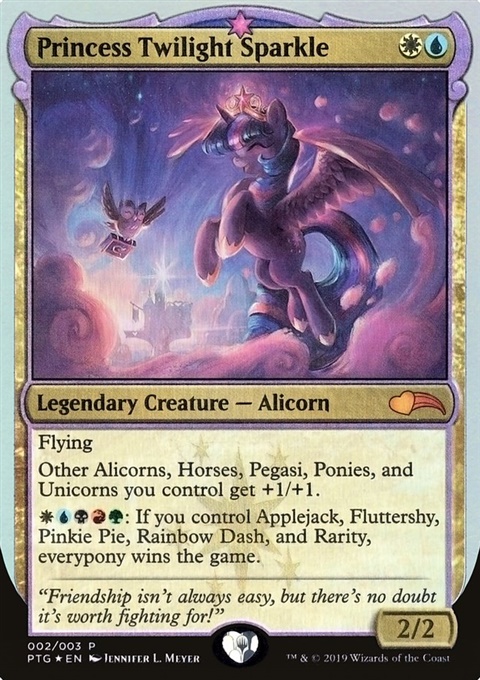 Princess Twilight Sparkle
Legendary Creature — Alicorn
Flying
Other Alicorns, Horses, Pegasi, Ponies, and
Unicorns you control get +1/+1.
: If you control Applejack, Fluttershy,
Pinkie Pie, Rainbow Dash, and Rarity,
everypony wins the game.
“Friendship isn't always easy, but there's no doubt
it's worth fighting for!”
2/2
002/003 P
PTG ★ EN Jennifer L. Meyer
™ & © 2019 Wizards of the Coast